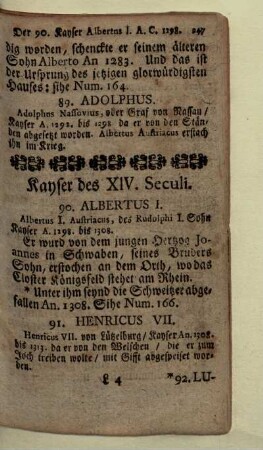 Der 90. Kayser Albertus I. A. C. 1298. 247
dig worden, schenckte er seinem älteren
Sohn Alberto An 1283. Und das ist
der Ursprung des jetzigen glorwürdigsten
Hauses; sihe Num. 164.
89. ADOLPHUS.
Adolphus Nassovius, oder Graf von Nassau /
Kayser A. 1292. biß 1298 da er von den Stän-
den abgesetzt worden. Albertus Austriacus erstach
ihn im Krieg.
Kayser des XIV. Seculi.
90. ALBERTUS I.
Albertus I. Austriacus, des Rudolphi I. Sohn
Kayser A. 1298. biß 1308.
Er wurd von dem jungen Hertzog Jo-
annes in Schwaben, seines Bruders
Sohn, erstochen an dem Orth, wo das
Closter Königsfeld stehet am Rhein.
* Unter ihm seynd die Schweitzer abge-
fallen An. 1308. Sihe Num. 166.
91. HENRICUS VII.
Henricus VII. von Lützelburg / Kayser An. 1308.
biß 1313. da er von den Welschen / die er zum
Joch treiben wolte / mit Gifft abgespeiset wor-
den.
L 4 *92. LU-